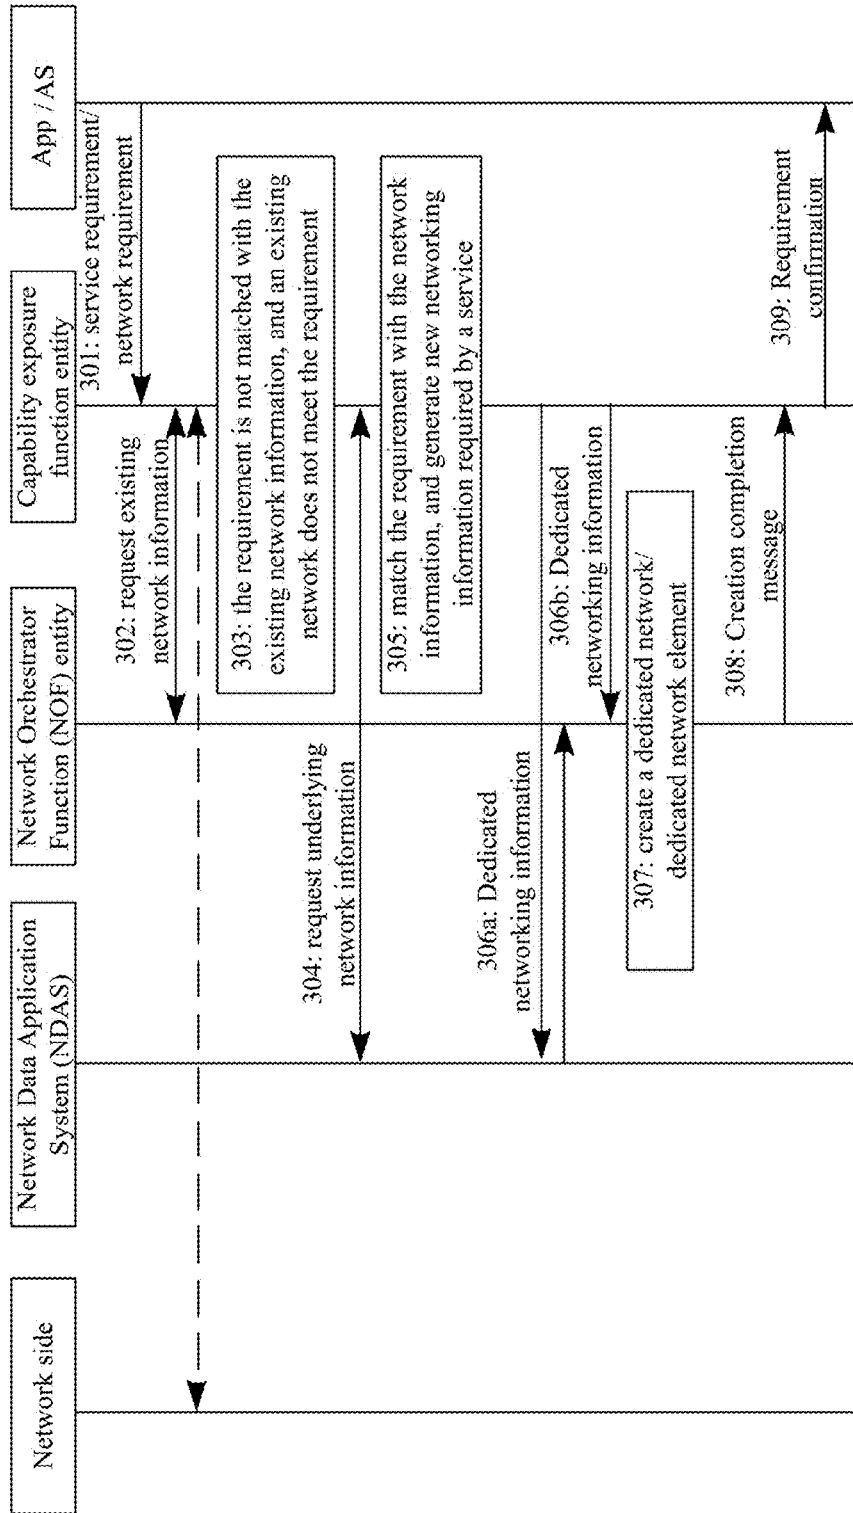 Network side
Network Data Application
System (NDAS)
Network Orchestrator
Function (NOF) entity
Capability exposure
function entity
App / AS
301: service requirement/
network requirement
302: request existing
network information
303: the requirement is not matched with the
existing network information, and an existing
network does not meet the requirement
304: request underlying
network information
305: match the requirement with the network
information, and generate new networking
information required by a service
306a: Dedicated
networking information
306b: Dedicated
networking information
307: create a dedicated network/
dedicated network element
308: Creation completion
message
309: Requirement
confirmation